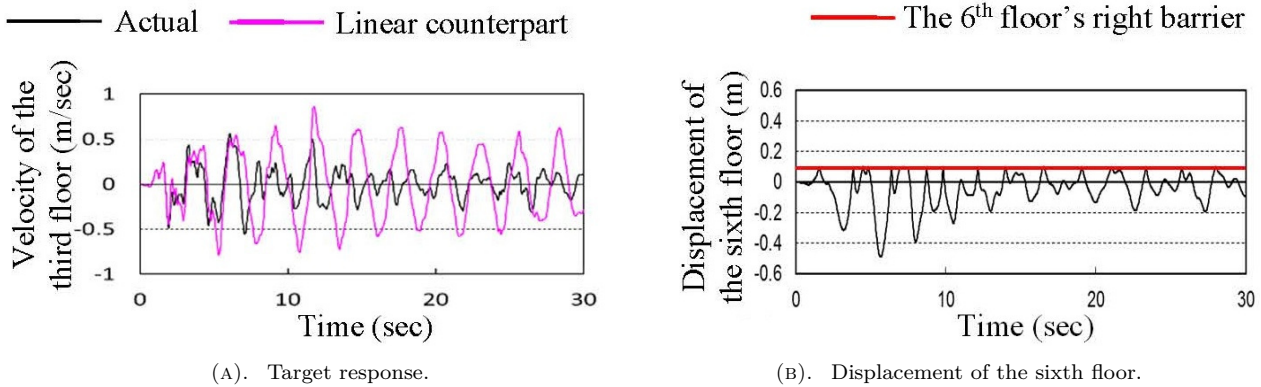 Actual
Linear counterpart
Velocity of the
third floor (m/sec)
1
0.5
0
-0.5
-1
0
10
20
30
Time (sec)
(A). Target response.
The 6th floor's right barrier
Displacement of
the sixth floor (m)
0.6
0.4
0.2
0
-0.2
-0.4
-0.6
0
10
20
30
Time (sec)
(B). Displacement of the sixth floor.